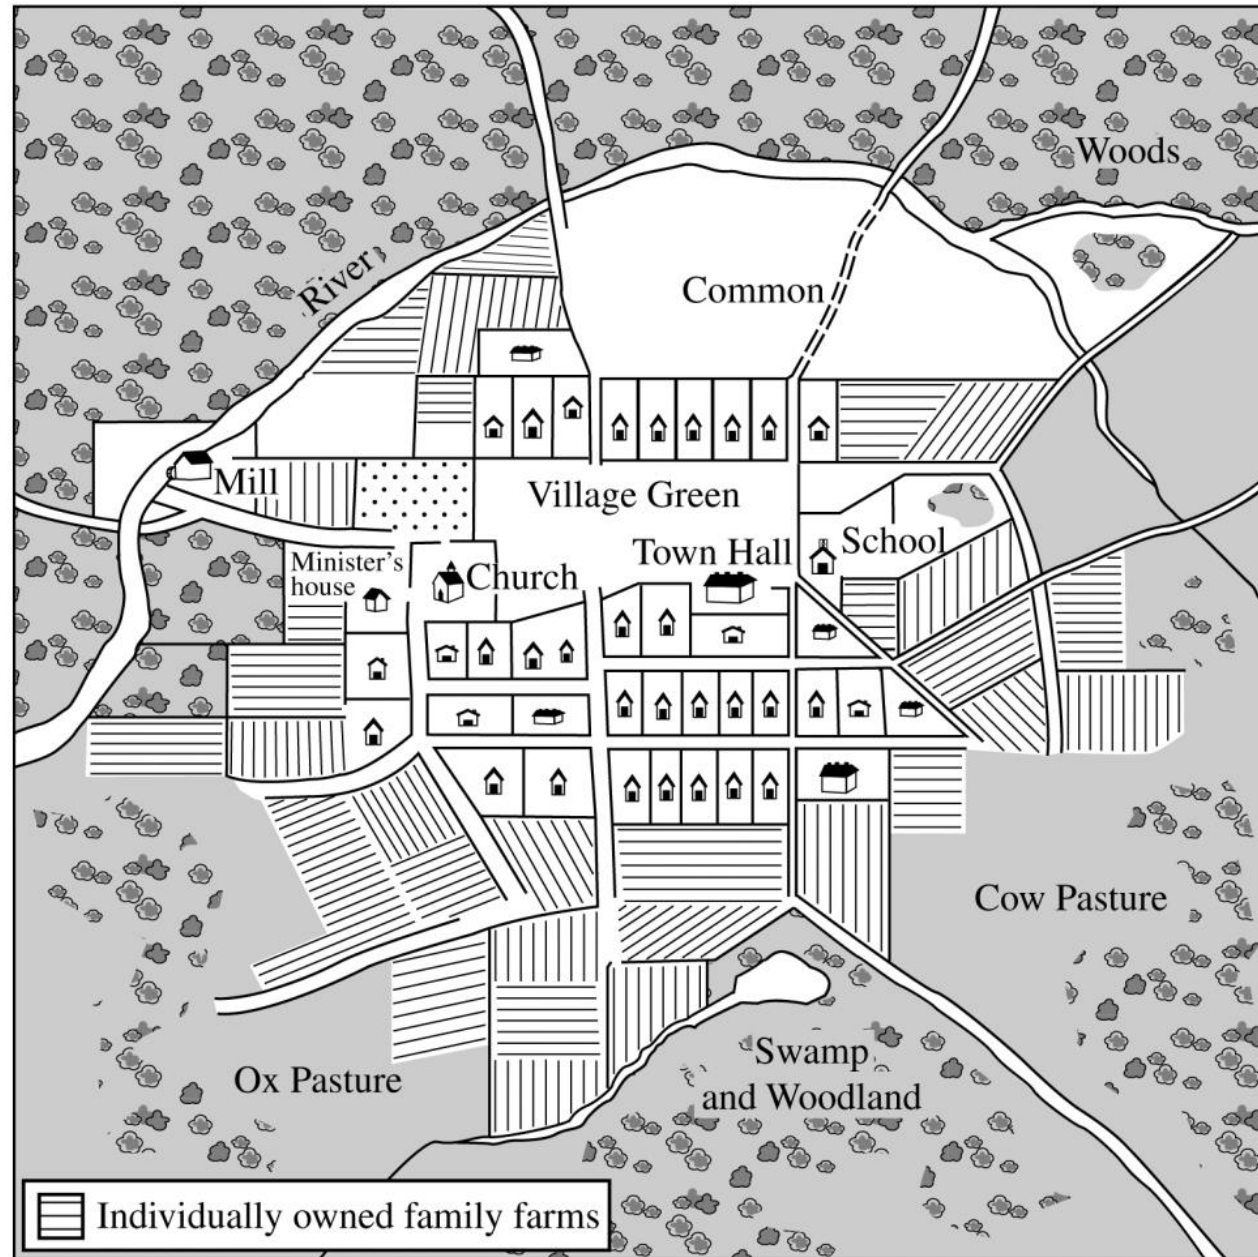 Woods
River
Common
Mill
Village Green
Minister's
house
Church
Town Hall
School
Cow Pasture
Ox Pasture
Swamp
and Woodland
Individually owned family farms